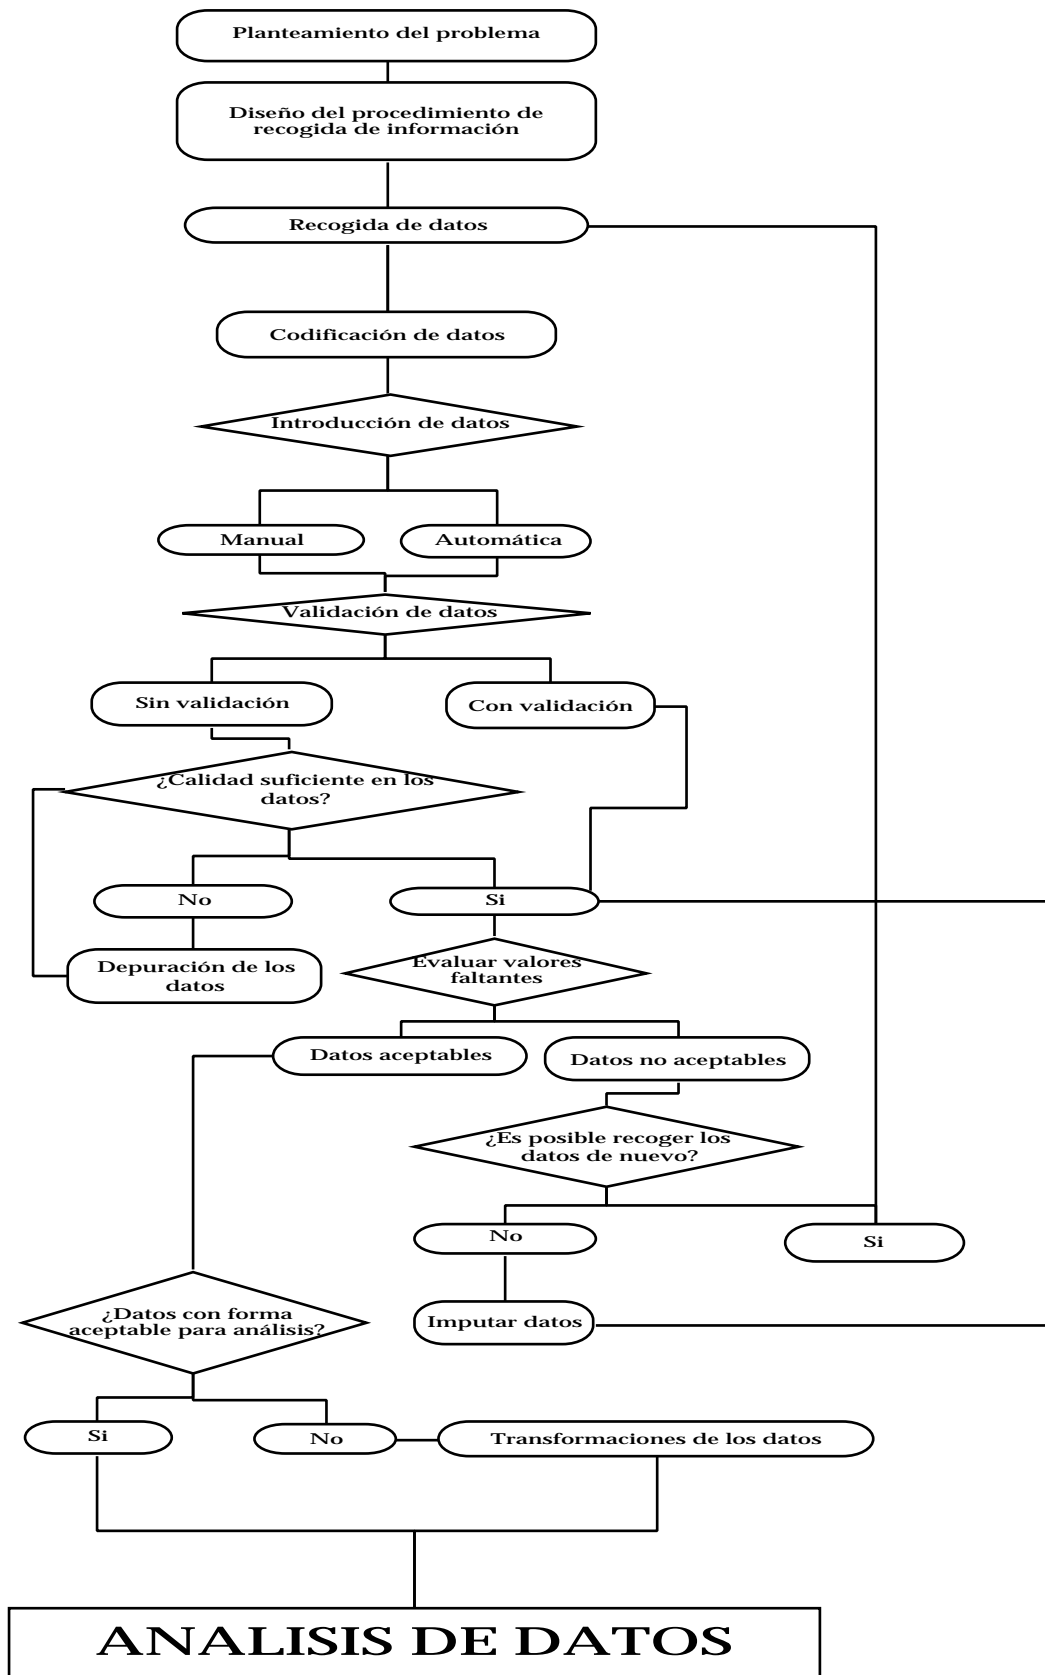 Planteamiento del problema
Diseño del procedimiento de
recogida de información
Recogida de datos
Codificación de datos
Introducción de datos
Manual
Automática
Validación de datos
Sin validación
Con validación
¿Calidad suficiente en los
datos?
No
Si
Depuración de los
datos
Evaluar valores
faltantes
Datos aceptables
Datos no aceptables
¿Es posible recoger los
datos de nuevo?
No
Si
¿Datos con forma
aceptable para análisis?
Imputar datos
Si
No
Transformaciones de los datos
ANALISIS DE DATOS